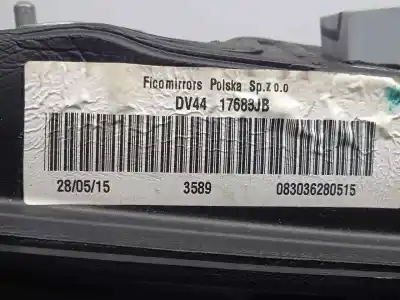 Ficomirrors Polska Sp.z o.o
DV44 17683JB
28/05/15 3589 083036280515